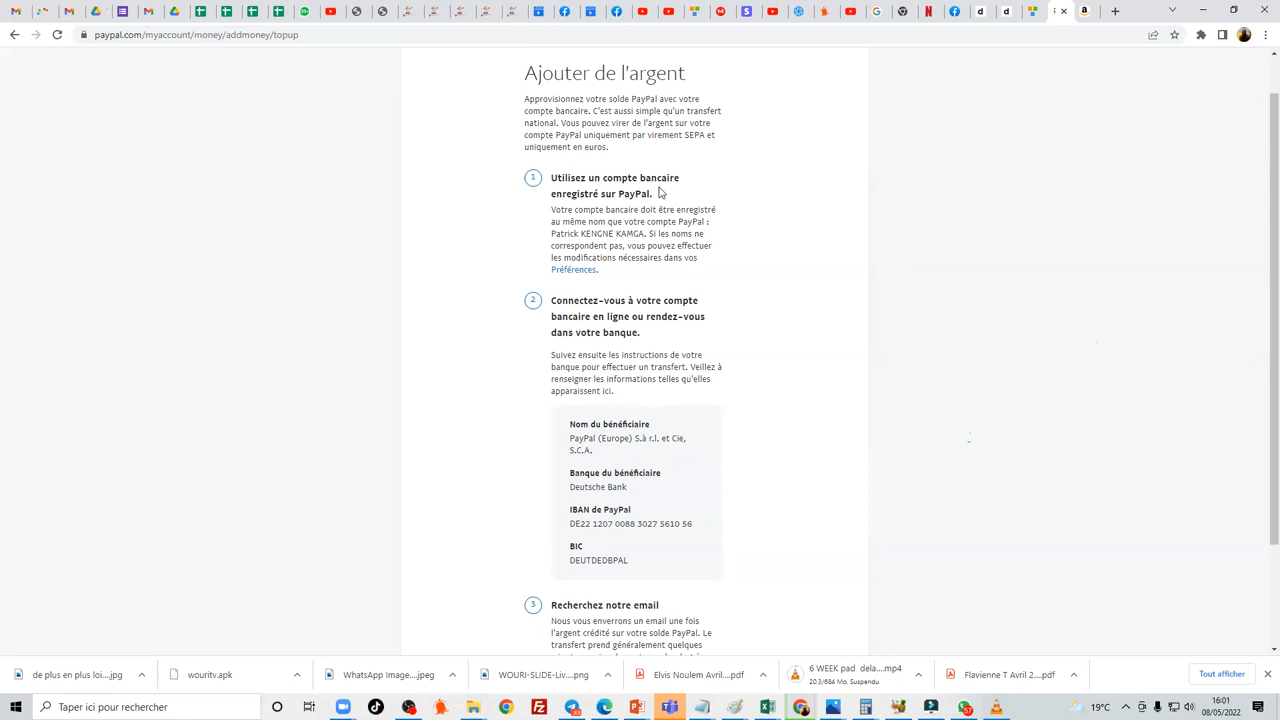 paypal.com/myaccount/money/addmoney/topup
Ajouter de l'argent
Approvisionnez votre solde PayPal avec votre
compte bancaire. C'est aussi simple qu'un transfert
national. Vous pouvez virer de l'argent sur votre
compte PayPal uniquement par virement SEPA et
uniquement en euros.
1
Utilisez un compte bancaire
enregistré sur PayPal.
Votre compte bancaire doit être enregistré
au même nom que votre compte PayPal :
Patrick KENGNE KAMGA. Si les noms ne
correspondent pas, vous pouvez effectuer
les modifications nécessaires dans vos
Préférences.
2
Connectez-vous à votre compte
bancaire en ligne ou rendez-vous
dans votre banque.
Suivez ensuite les instructions de votre
banque pour effectuer un transfert. Veillez à
renseigner les informations telles qu'elles
apparaissent ici.
Nom du bénéficiaire
PayPal (Europe) S.à r.l. et Cie,
S.C.A.
Banque du bénéficiaire
Deutsche Bank
IBAN de PayPal
DE22 1207 0088 3027 5610 56
BIC
DEUTDEDBPAL
3
Recherchez notre email
Nous vous enverrons un email une fois
l'argent crédité sur votre solde PayPal. Le
transfert prend généralement quelques
de plus en plus loi....jpg
wourity.apk
WhatsApp Image....jpeg
WOURI-SLIDE-Liv....png
Elvis Noulem Avril....pdf
6 WEEK pad dela....mp4
20,3/684 Mo, Suspendu
Flavienne T Avril 2....pdf
Tout afficher
Taper ici pour rechercher
19°C
16:01
08/05/2022